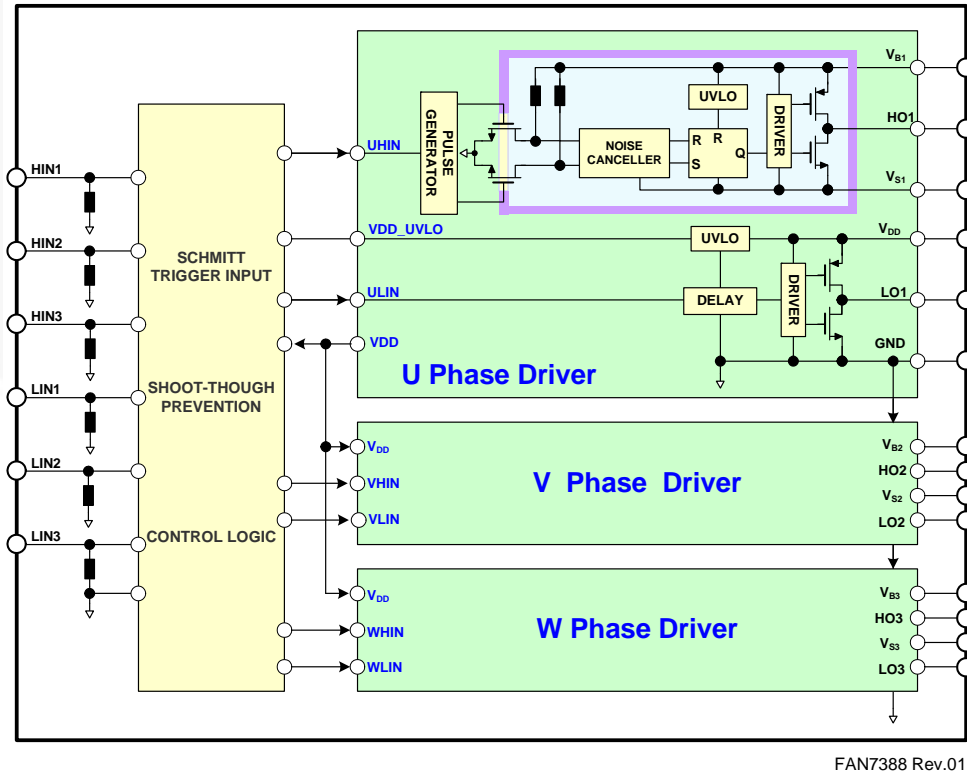 HIN1
HIN2
HIN3
LIN1
LIN2
LIN3
SCHMITT
TRIGGER INPUT
SHOOT-THOUGH
PREVENTION
CONTROL LOGIC
UHIN
VDD_UVLO
ULIN
VDD
PULSE
GENERATOR
NOISE
CANCELLER
UVLO
R
R
S
Q
DRIVER
VB1
HO1
VS1
UVLO
DELAY
DRIVER
VDD
LO1
GND
U Phase Driver
VDD
VHIN
VLIN
V Phase Driver
VB2
HO2
VS2
LO2
VDD
WHIN
WLIN
W Phase Driver
VB3
HO3
VS3
LO3
FAN7388 Rev.01